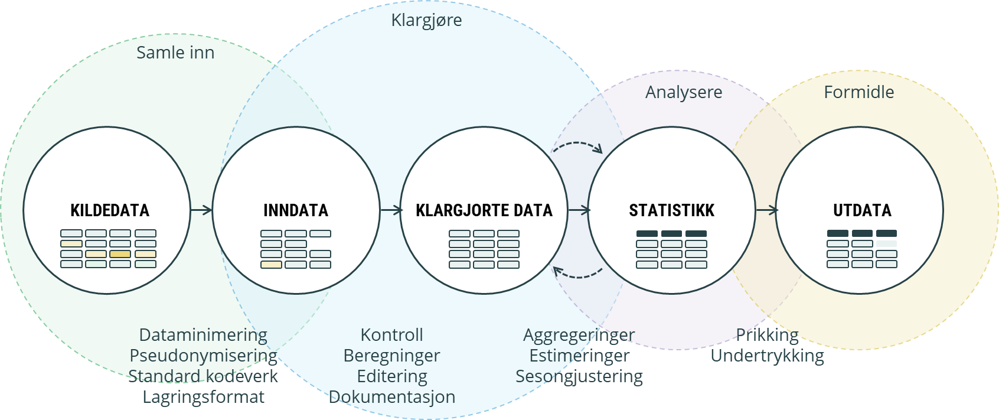 Klargjøre
Samle inn
Analysere
Formidle
KILDEDATA
INNDATA
KLARGJORTE DATA
STATISTIKK
UTDATA
Dataminimering
Pseudonymisering
Standard kodeverk
Lagringsformat
Kontroll
Beregninger
Editering
Dokumentasjon
Aggregeringer
Estimeringer
Sesongjustering
Prikking
Undertrykking